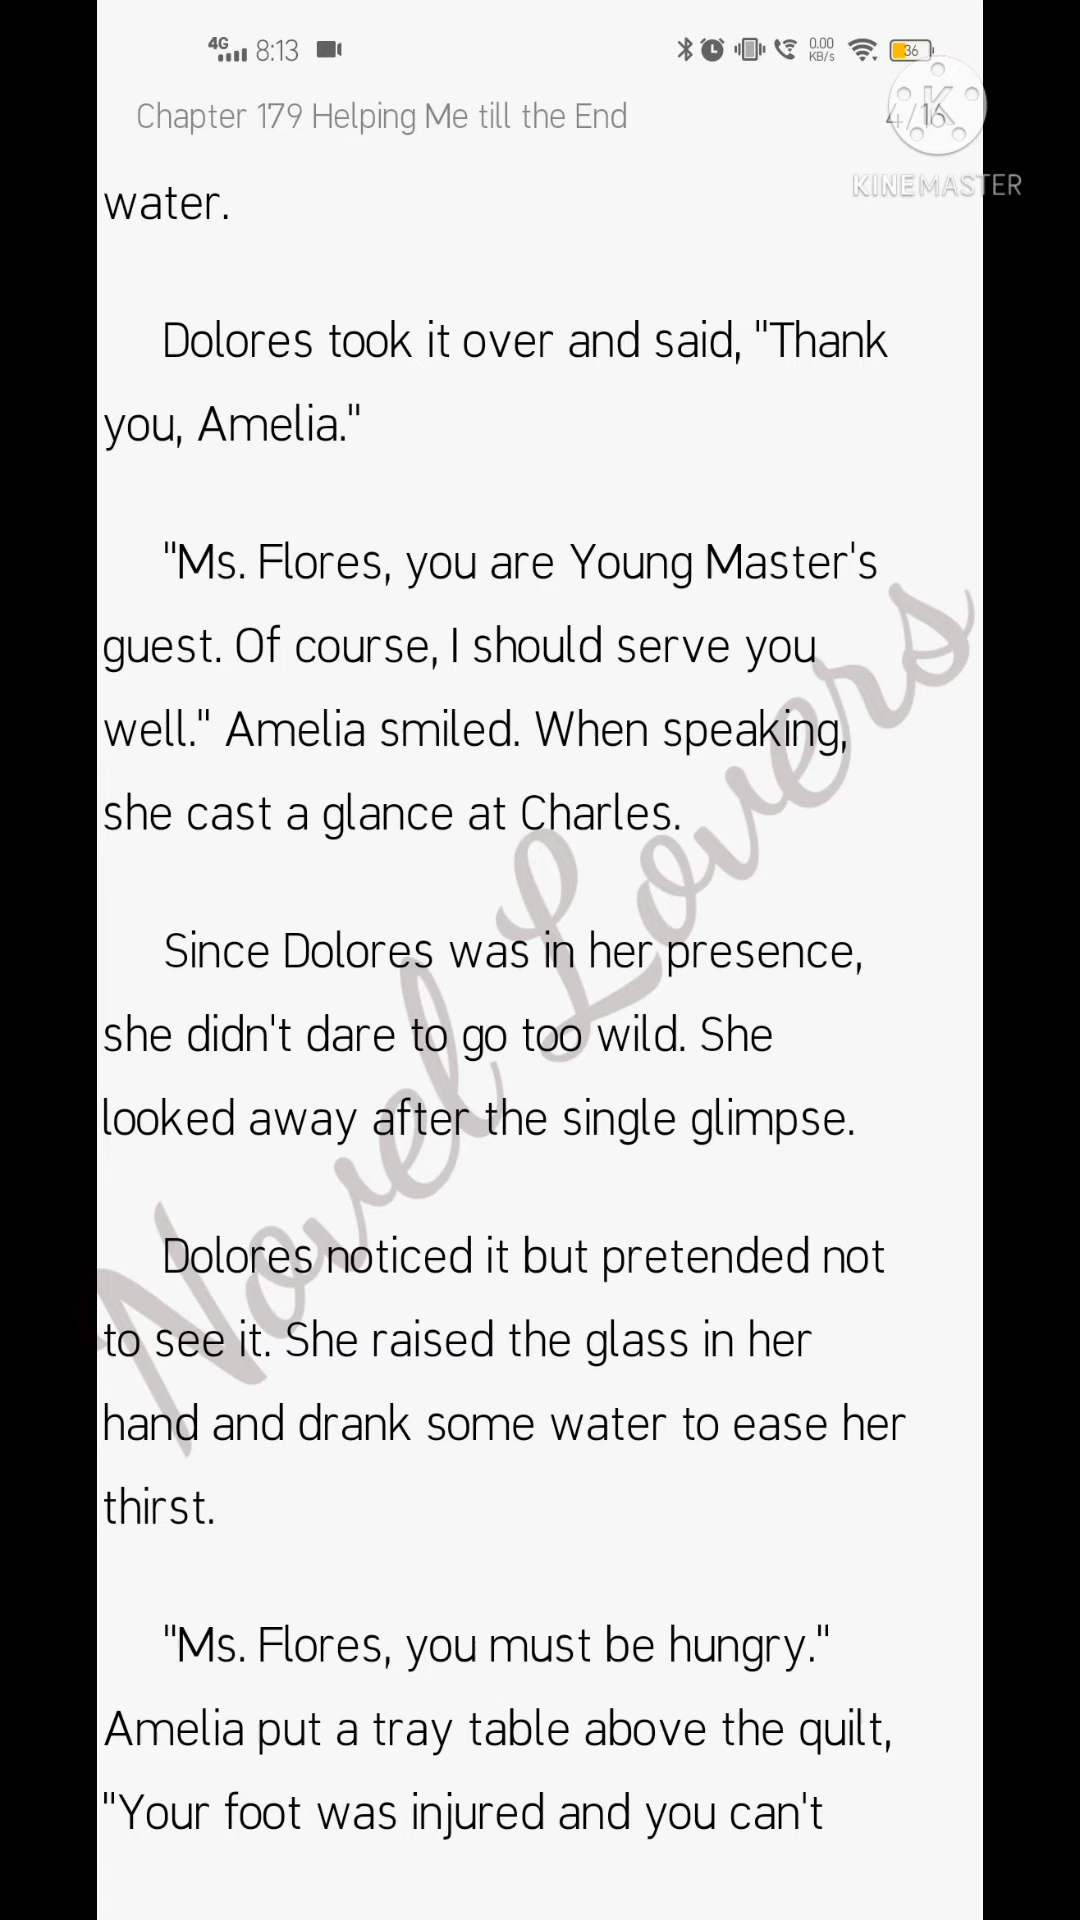 4G 8:13 0.00 KB/s 36
Chapter 179 Helping Me till the End 4/16
KINEMASTER
water.
Dolores took it over and said, "Thank
you, Amelia."
"Ms. Flores, you are Young Master's
guest. Of course, I should serve you
well." Amelia smiled. When speaking,
she cast a glance at Charles.
Since Dolores was in her presence,
she didn't dare to go too wild. She
looked away after the single glimpse.
Dolores noticed it but pretended not
to see it. She raised the glass in her
hand and drank some water to ease her
thirst.
"Ms. Flores, you must be hungry."
Amelia put a tray table above the quilt,
"Your foot was injured and you can't
Novel Lovers